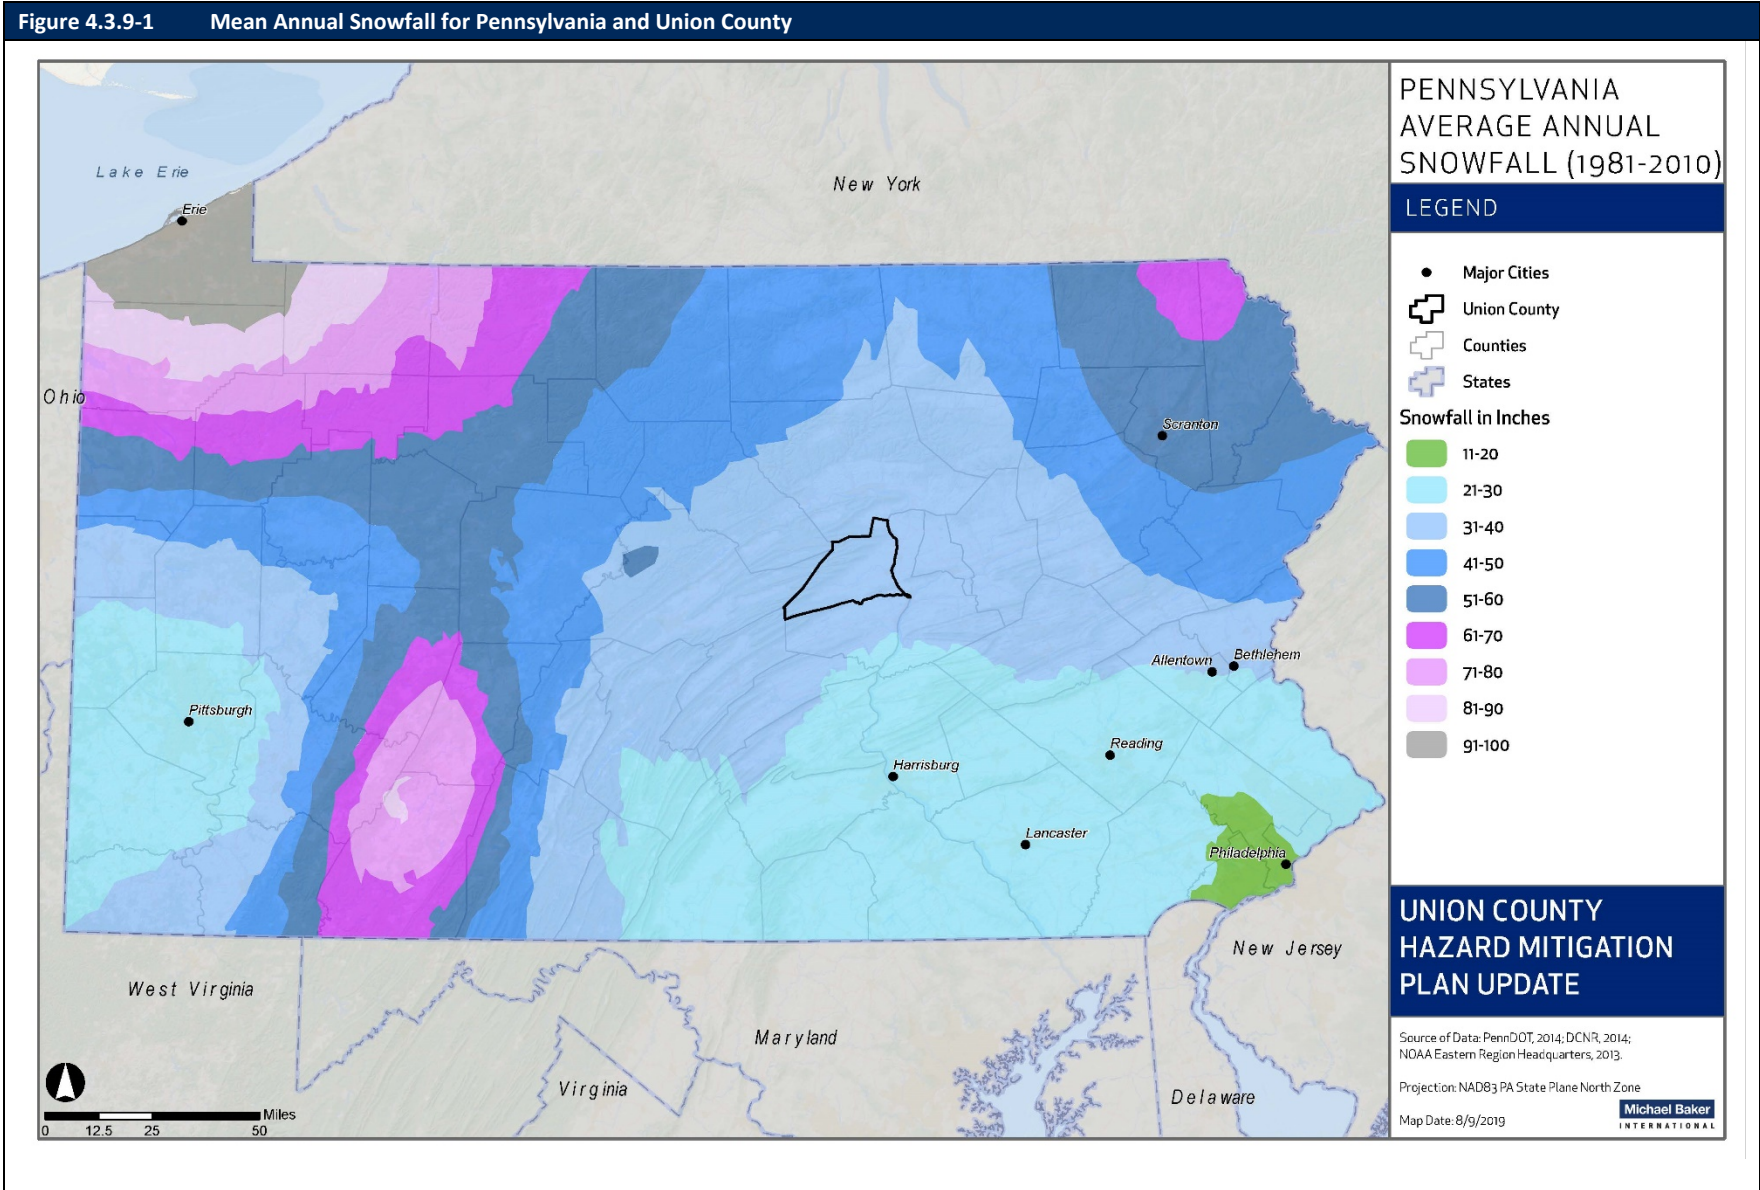 Figure 4.3.9-1 Mean Annual Snowfall for Pennsylvania and Union County
Lake Erie
Erie
New York
Ohio
Scranton
Allentown
Bethlehem
Pittsburgh
Reading
Harrisburg
Lancaster
Philadelphia
New Jersey
West Virginia
Maryland
Virginia
Delaware
Miles
0 12.5 25 50
PENNSYLVANIA
AVERAGE ANNUAL
SNOWFALL (1981-2010)
LEGEND
Major Cities
Union County
Counties
States
Snowfall in Inches
11-20
21-30
31-40
41-50
51-60
61-70
71-80
81-90
91-100
UNION COUNTY
HAZARD MITIGATION
PLAN UPDATE
Source of Data: PennDOT, 2014; DCNR, 2014;
NOAA Eastern Region Headquarters, 2013.
Projection: NAD83 PA State Plane North Zone
Map Date: 8/9/2019
Michael Baker
INTERNATIONAL